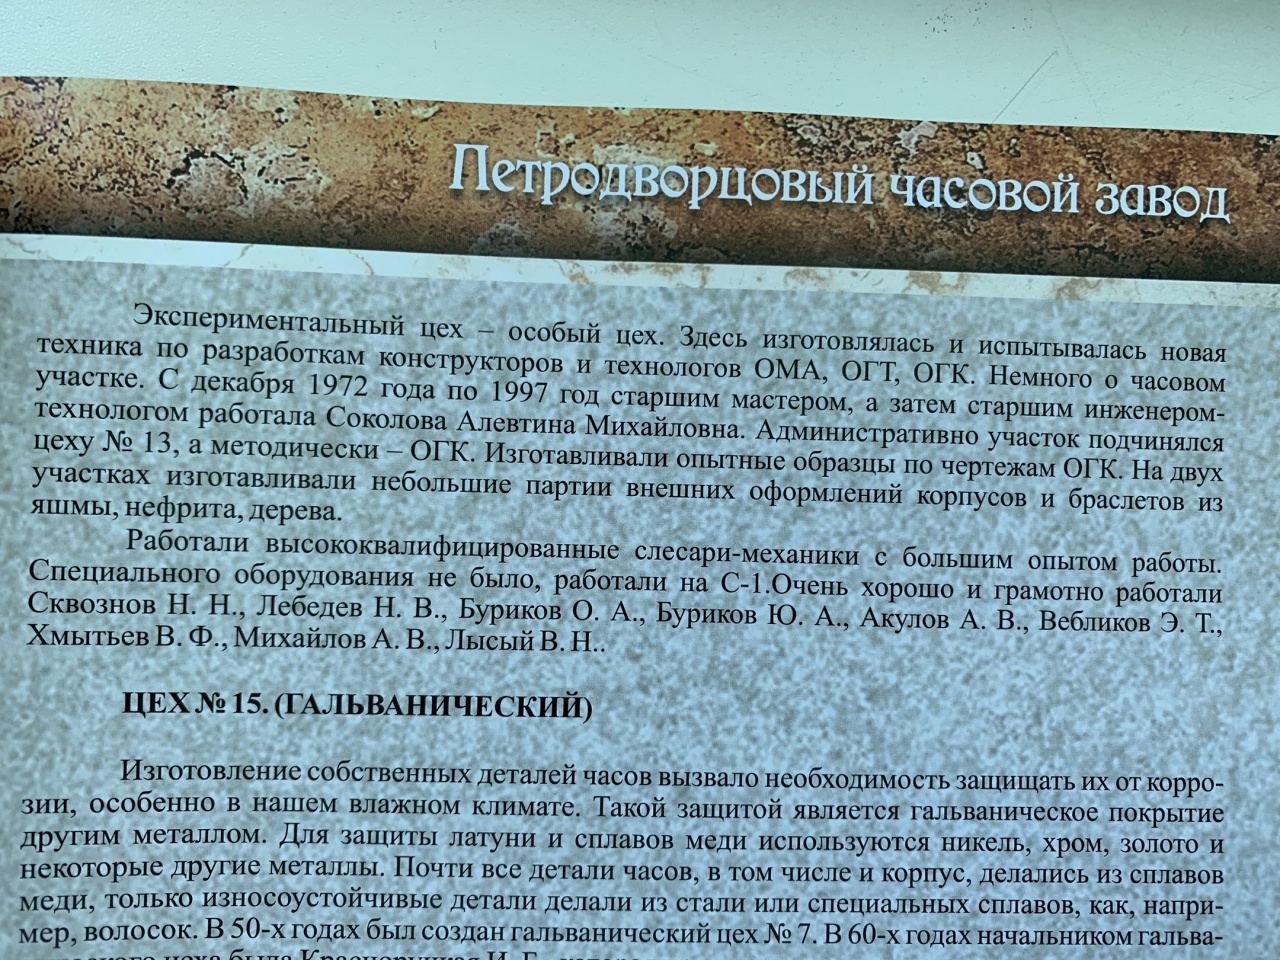 Петродворцовый часовой завод
Экспериментальный цех – особый цех. Здесь изготовлялась и испытывалась новая
техника по разработкам конструкторов и технологов ОМА, ОГТ, ОГК. Немного о часовом
участке. С декабря 1972 года по 1997 год старшим мастером, а затем старшим инженером-
технологом работала Соколова Алевтина Михайловна. Административно участок подчинялся
цеху № 13, а методически – ОГК. Изготавливали опытные образцы по чертежам ОГК. На двух
участках изготавливали небольшие партии внешних оформлений корпусов и браслетов из
яшмы, нефрита, дерева.
Работали высококвалифицированные слесари-механики с большим опытом работы.
Специального оборудования не было, работали на С-1.Очень хорошо и грамотно работали
Сквознов Н. Н., Лебедев Н. В., Буриков О. А., Буриков Ю. А., Акулов А. В., Вебликов Э. Т.,
Хмытьев В. Ф., Михайлов А. В., Лысый В. Н..
ЦЕХ № 15. (ГАЛЬВАНИЧЕСКИЙ)
Изготовление собственных деталей часов вызвало необходимость защищать их от корро-
зии, особенно в нашем влажном климате. Такой защитой является гальваническое покрытие
другим металлом. Для защиты латуни и сплавов меди используются никель, хром, золото и
некоторые другие металлы. Почти все детали часов, в том числе и корпус, делались из сплавов
меди, только износоустойчивые детали делали из стали или специальных сплавов, как, напри-
мер, волосок. В 50-х годах был создан гальванический цех № 7. В 60-х годах начальником гальва-
цеха была